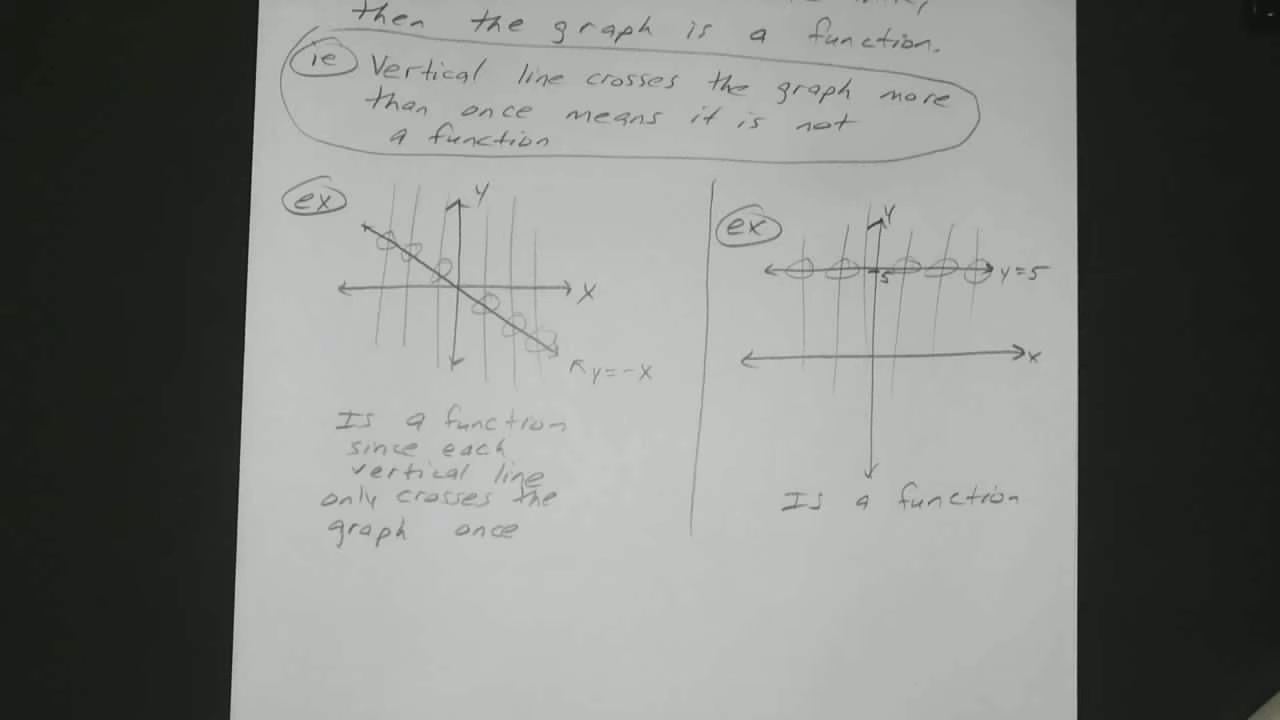 then the graph is a function.
ie Vertical line crosses the graph more
than once means it is not
a function
ex
Y
X
y=-x
Is a function
since each
vertical line
only crosses the
graph once
ex
Y
5
y=5
x
Is a function